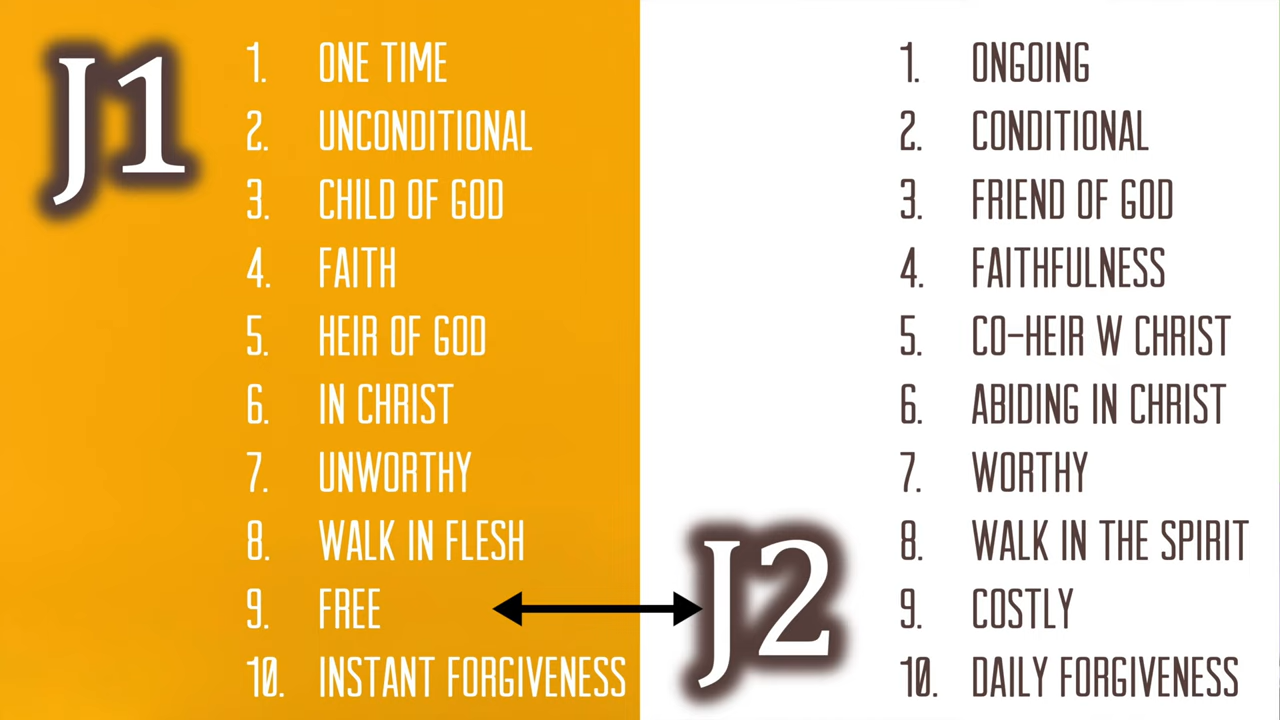 J1
1. ONE TIME
2. UNCONDITIONAL
3. CHILD OF GOD
4. FAITH
5. HEIR OF GOD
6. IN CHRIST
7. UNWORTHY
8. WALK IN FLESH
9. FREE
10. INSTANT FORGIVENESS
J2
1. ONGOING
2. CONDITIONAL
3. FRIEND OF GOD
4. FAITHFULNESS
5. CO-HEIR W CHRIST
6. ABIDING IN CHRIST
7. WORTHY
8. WALK IN THE SPIRIT
9. COSTLY
10. DAILY FORGIVENESS